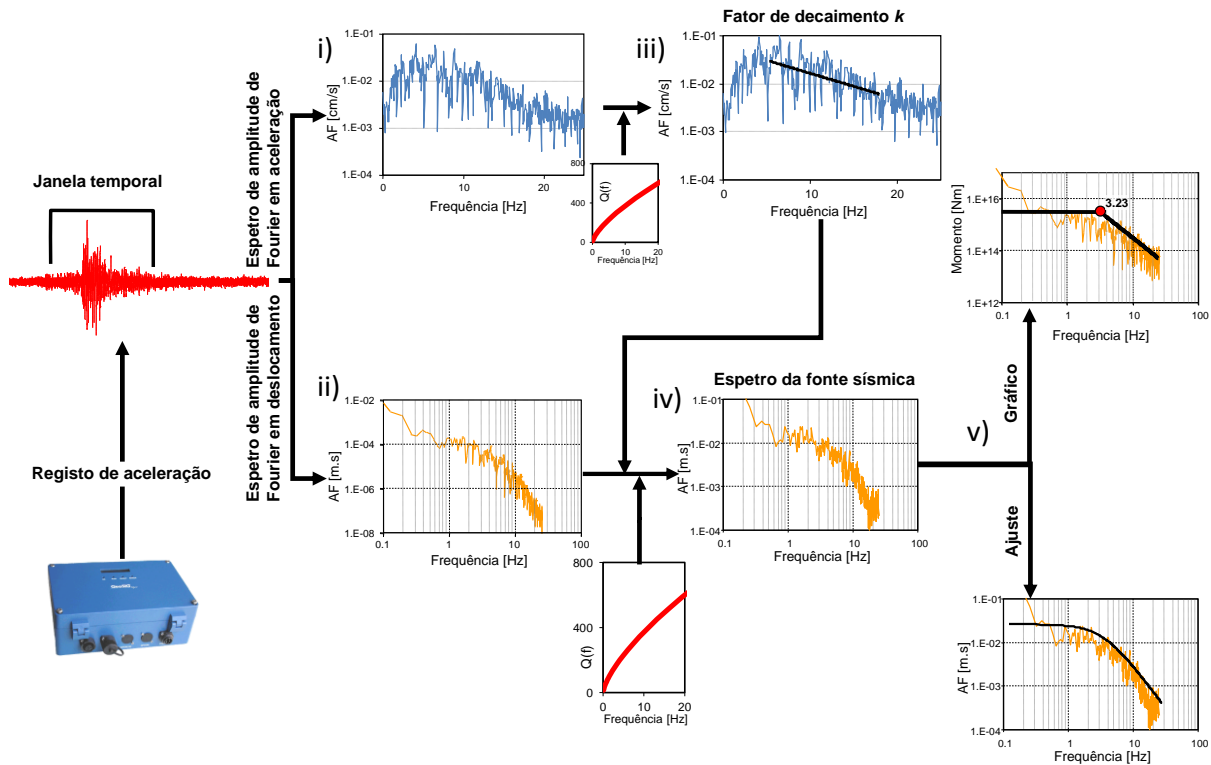 Janela temporal
Registo de aceleração
Espetro de amplitude de
Fourier em aceleração
Espetro de amplitude de
Fourier em deslocamento
i)
1.E-01
1.E-02
1.E-03
1.E-04
AF [cm/s]
0
10
20
Frequência [Hz]
800
400
0
Q(f)
0
10
20
Frequência [Hz]
Fator de decaimento k
iii)
1.E-01
1.E-02
1.E-03
1.E-04
AF [cm/s]
0
10
20
Frequência [Hz]
ii)
1.E-02
1.E-04
1.E-06
1.E-08
AF [m.s]
0.1
1
10
100
Frequência [Hz]
800
400
0
Q(f)
0
10
20
Frequência [Hz]
Espetro da fonte sísmica
iv)
1.E-01
1.E-02
1.E-03
1.E-04
AF [m.s]
0.1
1
10
100
Frequência [Hz]
v)
Gráfico
Ajuste
1.E+16
1.E+14
1.E+12
Momento [Nm]
3.23
0.1
1
10
100
Frequência [Hz]
1.E-01
1.E-02
1.E-03
1.E-04
AF [m.s]
0.1
1
10
100
Frequência [Hz]